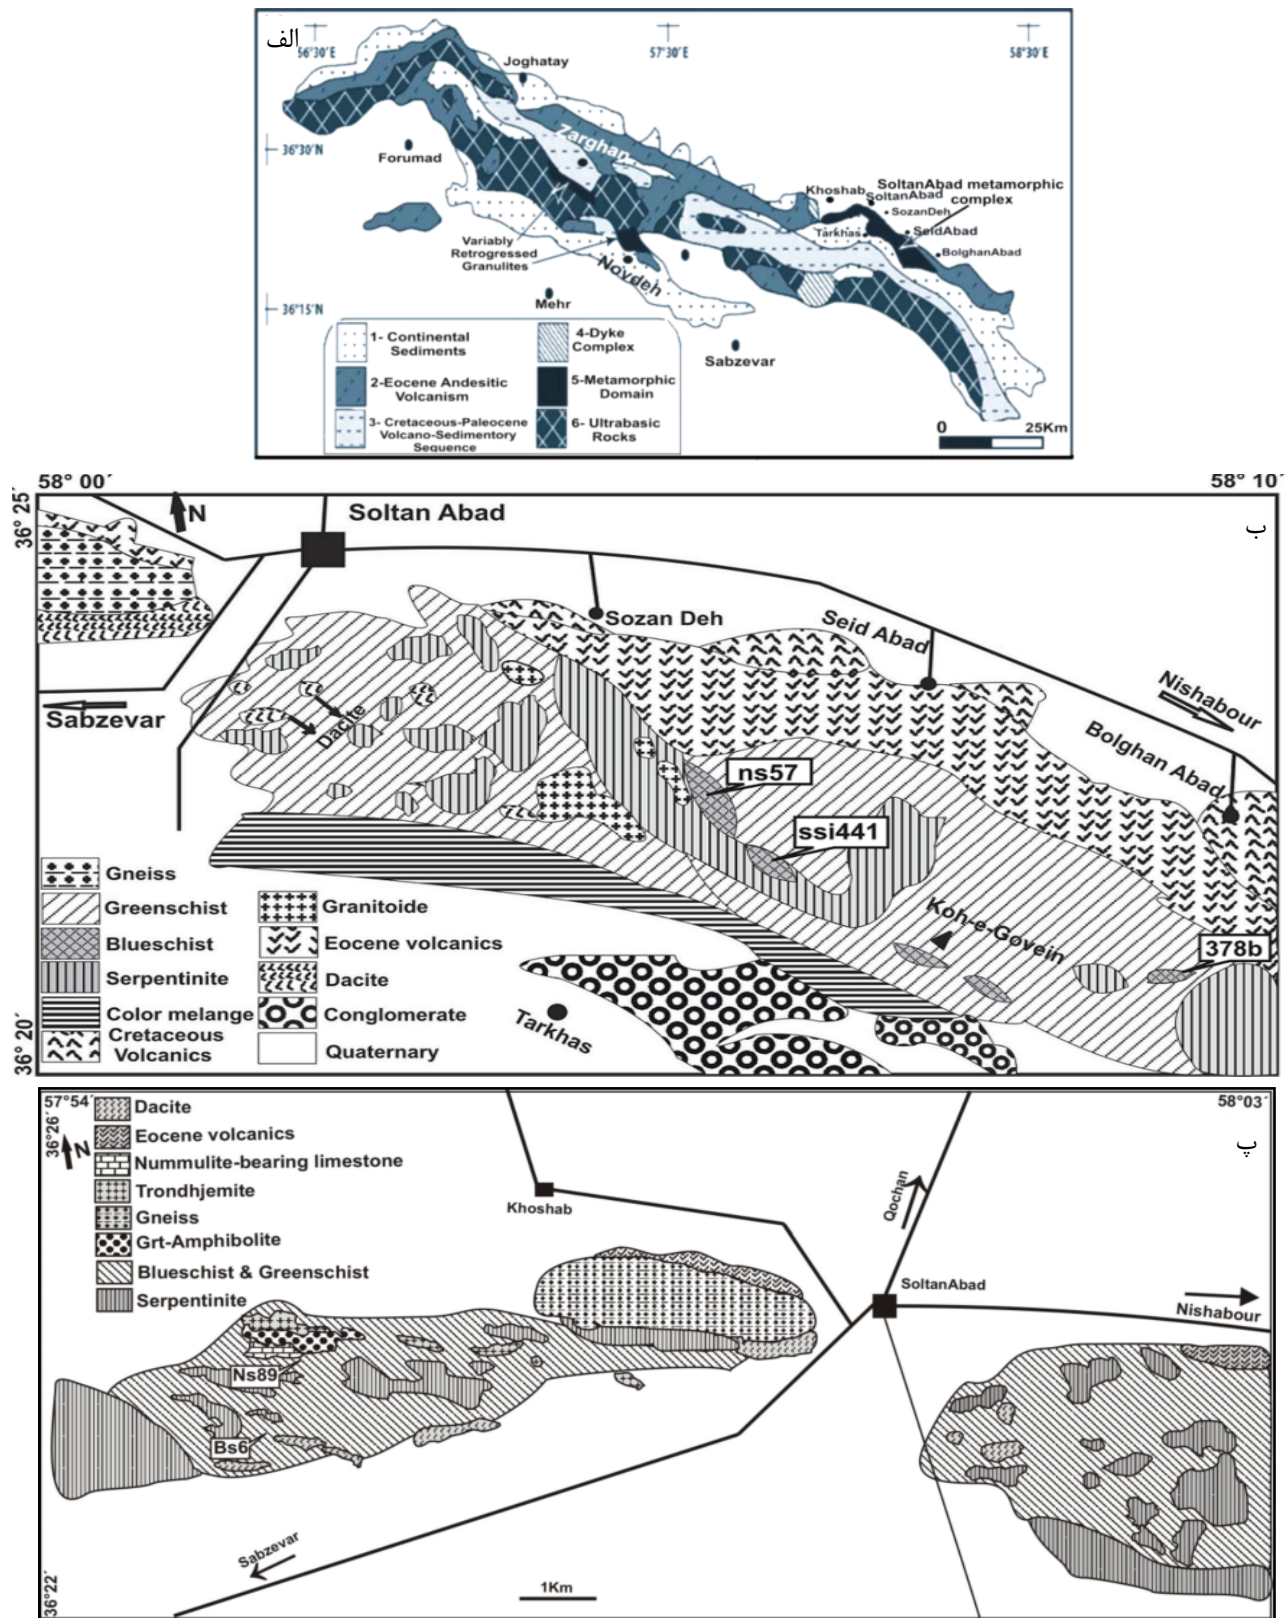 الف
56°30´E
57°30´E
58°30´E
Joghatay
Zarghan
36°30´N
Forumad
Khoshab
SoltanAbad
SoltanAbad metamorphic
complex
SozanDeh
Tarkhas
SeidAbad
BolghanAbad
Variably
Retrogressed
Granulites
Novdeh
Mehr
36°15´N
Sabzevar
1- Continental
Sediments
2-Eocene Andesitic
Volcanism
3- Cretaceous-Paleocene
Volcano-Sedimentory
Sequence
4-Dyke
Complex
5-Metamorphic
Domain
6- Ultrabasic
Rocks
0 25Km
58° 00´
58° 10´
36° 25´
ب
N
Soltan Abad
Sozan Deh
Seid Abad
Nishabour
Sabzevar
Dacite
Bolghan Abad
ns57
ssi441
Koh-e-Govein
378b
Tarkhas
36° 20´
Gneiss
Greenschist
Blueschist
Serpentinite
Color melange
Cretaceous
Volcanics
Granitoide
Eocene volcanics
Dacite
Conglomerate
Quaternary
57°54´
58°03´
36°26´
پ
N
Dacite
Eocene volcanics
Nummulite-bearing limestone
Trondhjemite
Gneiss
Grt-Amphibolite
Blueschist & Greenschist
Serpentinite
Khoshab
Qochan
SoltanAbad
Nishabour
Ns89
Bs6
Sabzevar
1Km
36°22´